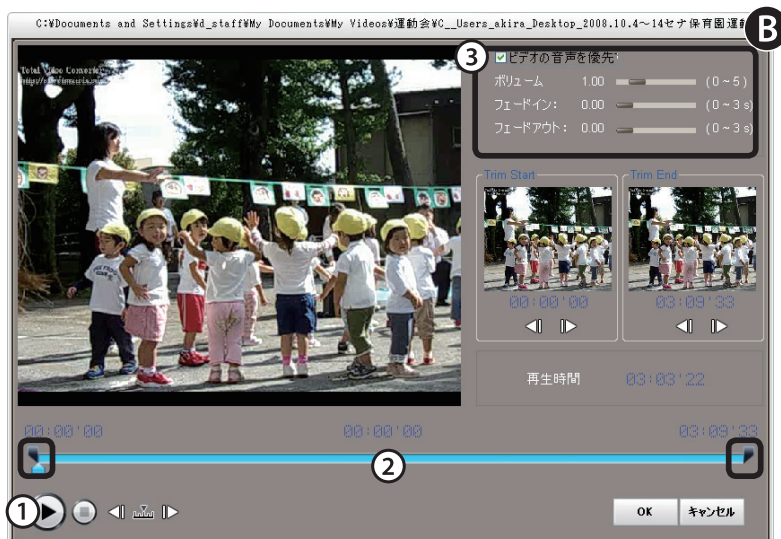 C:¥Documents and Settings¥d_staff¥My Documents¥My Videos¥運動会¥C__Users_akira_Desktop_2008.10.4～14セナ保育園運動
B
Total Video Converter
3
ビデオの音声を優先
ボリューム 1.00 (0~5)
フェードイン: 0.00 (0~3 s)
フェードアウト: 0.00 (0~3 s)
Trim Start Trim End
00:00'00 03:09'33
再生時間 03:03'22
00:00'00 00:00'00 03:09'33
2
1
OK キャンセル